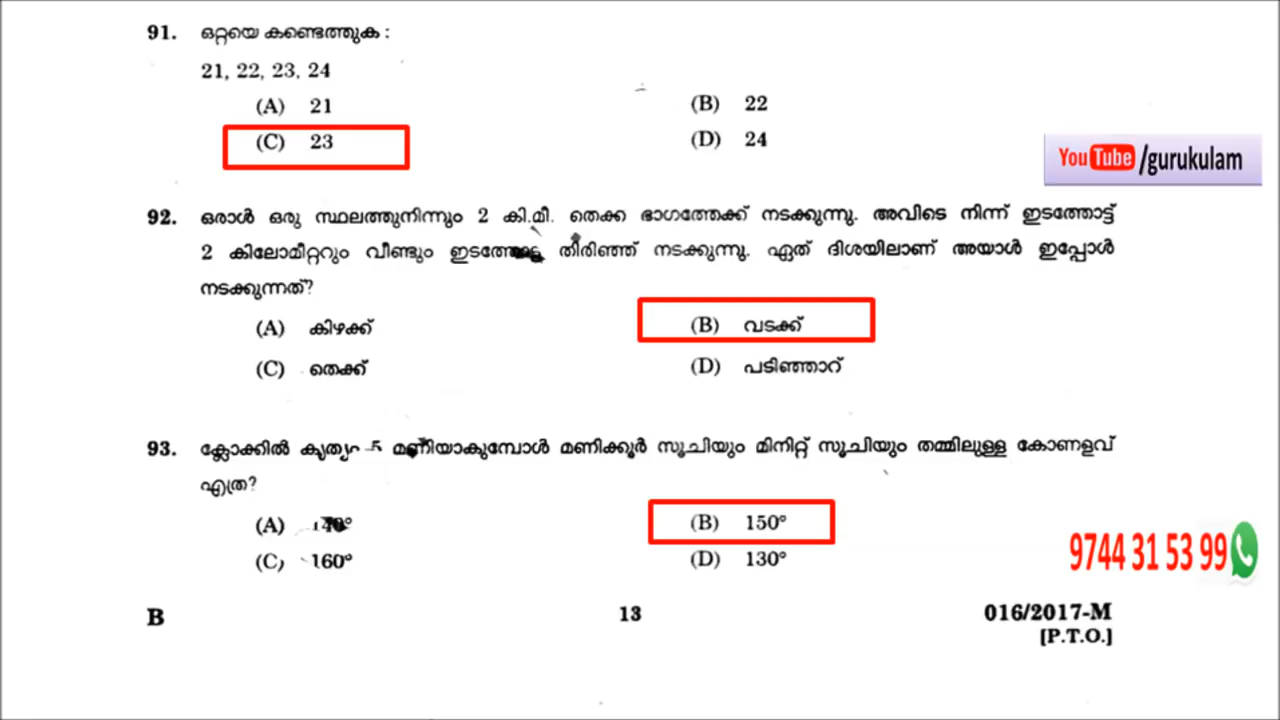 91. ഒറ്റയെ കണ്ടെത്തുക :
21, 22, 23, 24
(A) 21 (B) 22
(C) 23 (D) 24
YouTube /gurukulam
92. ഒരാൾ ഒരു സ്ഥലത്തുനിന്നും 2 കി.മീ. തെക്ക ഭാഗത്തേക്ക് നടക്കുന്നു. അവിടെ നിന്ന് ഇടത്തോട്ട്
2 കിലോമീറ്ററും വീണ്ടും തിരിഞ്ഞ് നടക്കുന്നു. ഏത് ദിശയിലാണ് അയാൾ ഇപ്പോൾ
നടക്കുന്നത്?
(A) കിഴക്ക് (B) വടക്ക്
(C) തെക്ക് (D) പടിഞ്ഞാറ്
93. ക്ലോക്കിൽ കൃത്യം 5 മണിയാകുമ്പോൾ മണിക്കൂർ സൂചിയും മിനിറ്റ് സൂചിയും തമ്മിലുള്ള കോണളവ്
എത്ര?
(A) 140° (B) 150°
(C) 160° (D) 130°
9744 31 53 99
B 13 016/2017-M
[P.T.O.]